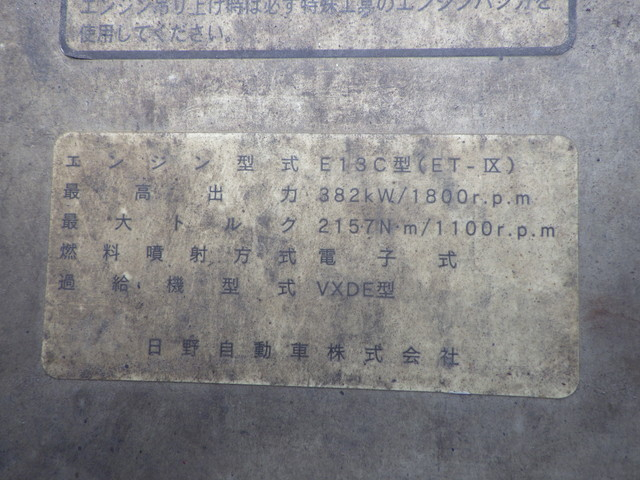 エンジン吊り上げ時は必ず特殊工具のエンジンハンガを
使用してください。
エンジン型式 E13C型(ET-Ⅸ)
最高出力 382kW/1800r.p.m
最大トルク 2157N·m/1100r.p.m
燃料噴射方式 電子式
過給機型式 VXDE型
日野自動車株式会社